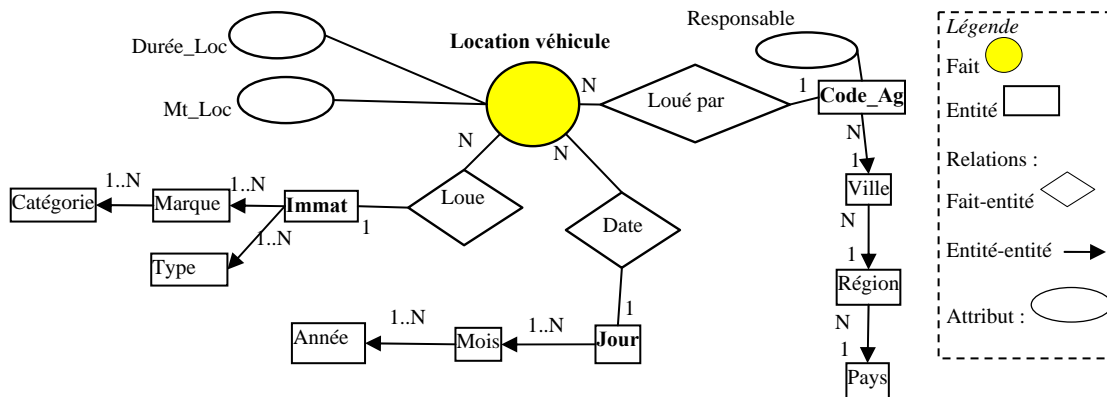 Responsable
Légende
Durée_Loc
Location véhicule
Fait
N
1
Mt_Loc
Loué par
Code_Ag
Entité
N
N
N
1
Relations :
1..N
1..N
Catégorie
Marque
Immat
Loue
Ville
Fait-entité
1
N
Date
1..N
Type
1
Entité-entité
Région
1
Attribut :
1..N
1..N
N
Année
Mois
Jour
1
Pays